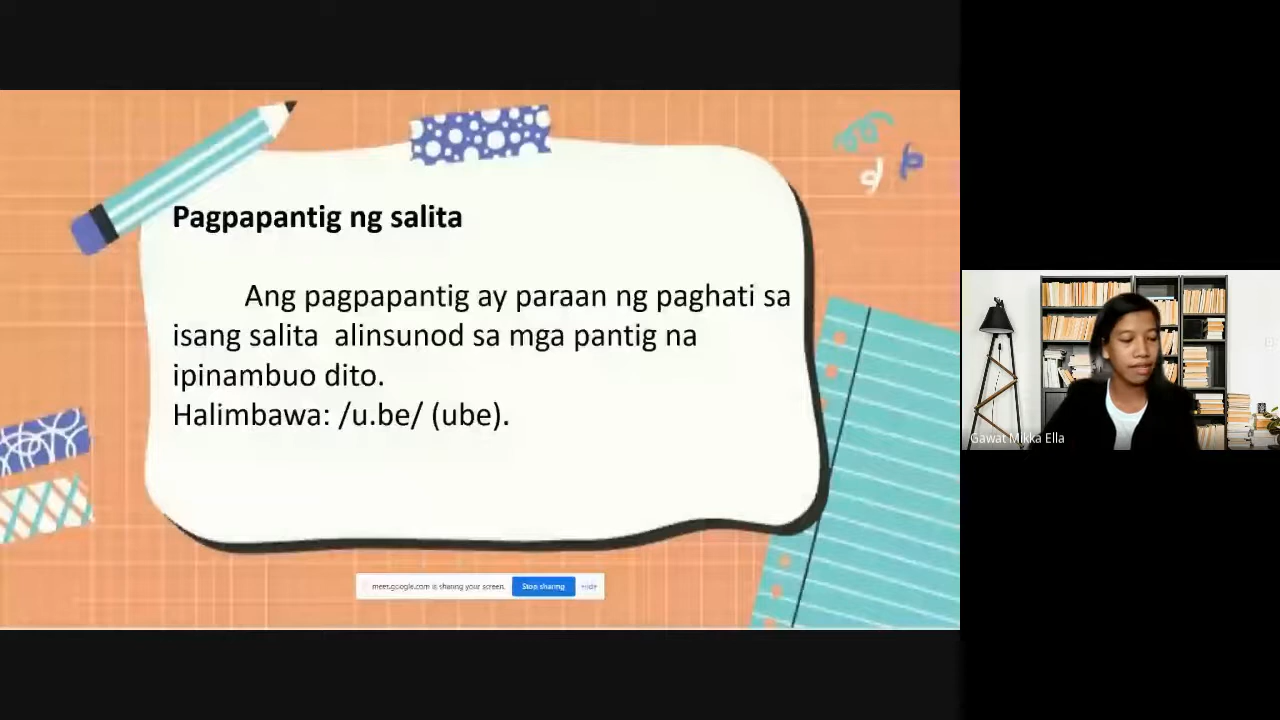 Pagpapantig ng salita
Ang pagpapantig ay paraan ng paghati sa
isang salita alinsunod sa mga pantig na
ipinambuo dito.
Halimbawa: /u.be/ (ube).
meet.google.com is sharing your screen.
Stop sharing
Hide
Gawat Mikka Ella